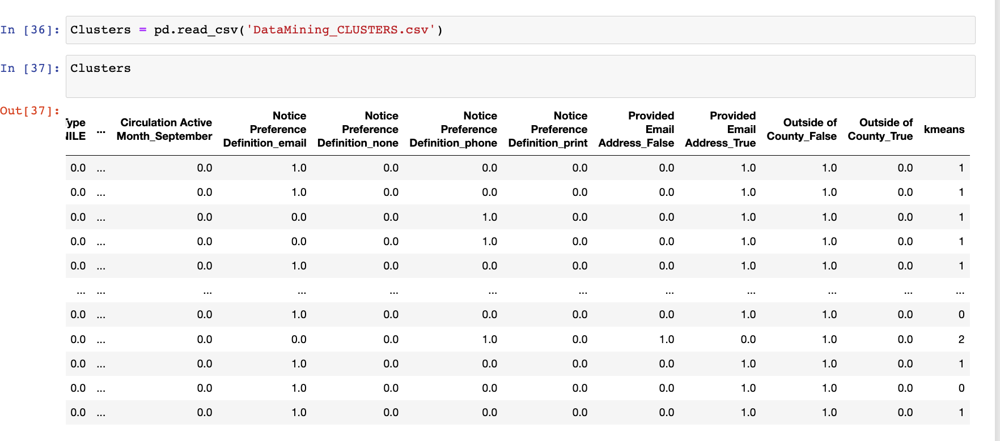 In [36]: Clusters = pd.read_csv('DataMining_CLUSTERS.csv')
In [37]: Clusters
Out[37]:
Type ... Circulation Active Notice Notice Notice Notice Provided Provided Outside of Outside of kmeans
Month_September Preference Preference Preference Preference Email Email County_False County_True
Definition_email Definition_none Definition_phone Definition_print Address_False Address_True
0.0 ... 0.0 1.0 0.0 0.0 0.0 0.0 1.0 1.0 0.0 1
0.0 ... 0.0 1.0 0.0 0.0 0.0 0.0 1.0 1.0 0.0 1
0.0 ... 0.0 0.0 0.0 1.0 0.0 0.0 1.0 1.0 0.0 1
0.0 ... 0.0 0.0 0.0 1.0 0.0 0.0 1.0 1.0 0.0 1
0.0 ... 0.0 1.0 0.0 0.0 0.0 0.0 1.0 1.0 0.0 1
... ... ... ... ... ... ... ... ... ... ... ...
0.0 ... 0.0 1.0 0.0 0.0 0.0 0.0 1.0 1.0 0.0 0
0.0 ... 0.0 0.0 0.0 1.0 0.0 1.0 0.0 1.0 0.0 2
0.0 ... 0.0 1.0 0.0 0.0 0.0 0.0 1.0 1.0 0.0 1
0.0 ... 0.0 1.0 0.0 0.0 0.0 0.0 1.0 1.0 0.0 0
0.0 ... 0.0 1.0 0.0 0.0 0.0 0.0 1.0 1.0 0.0 1